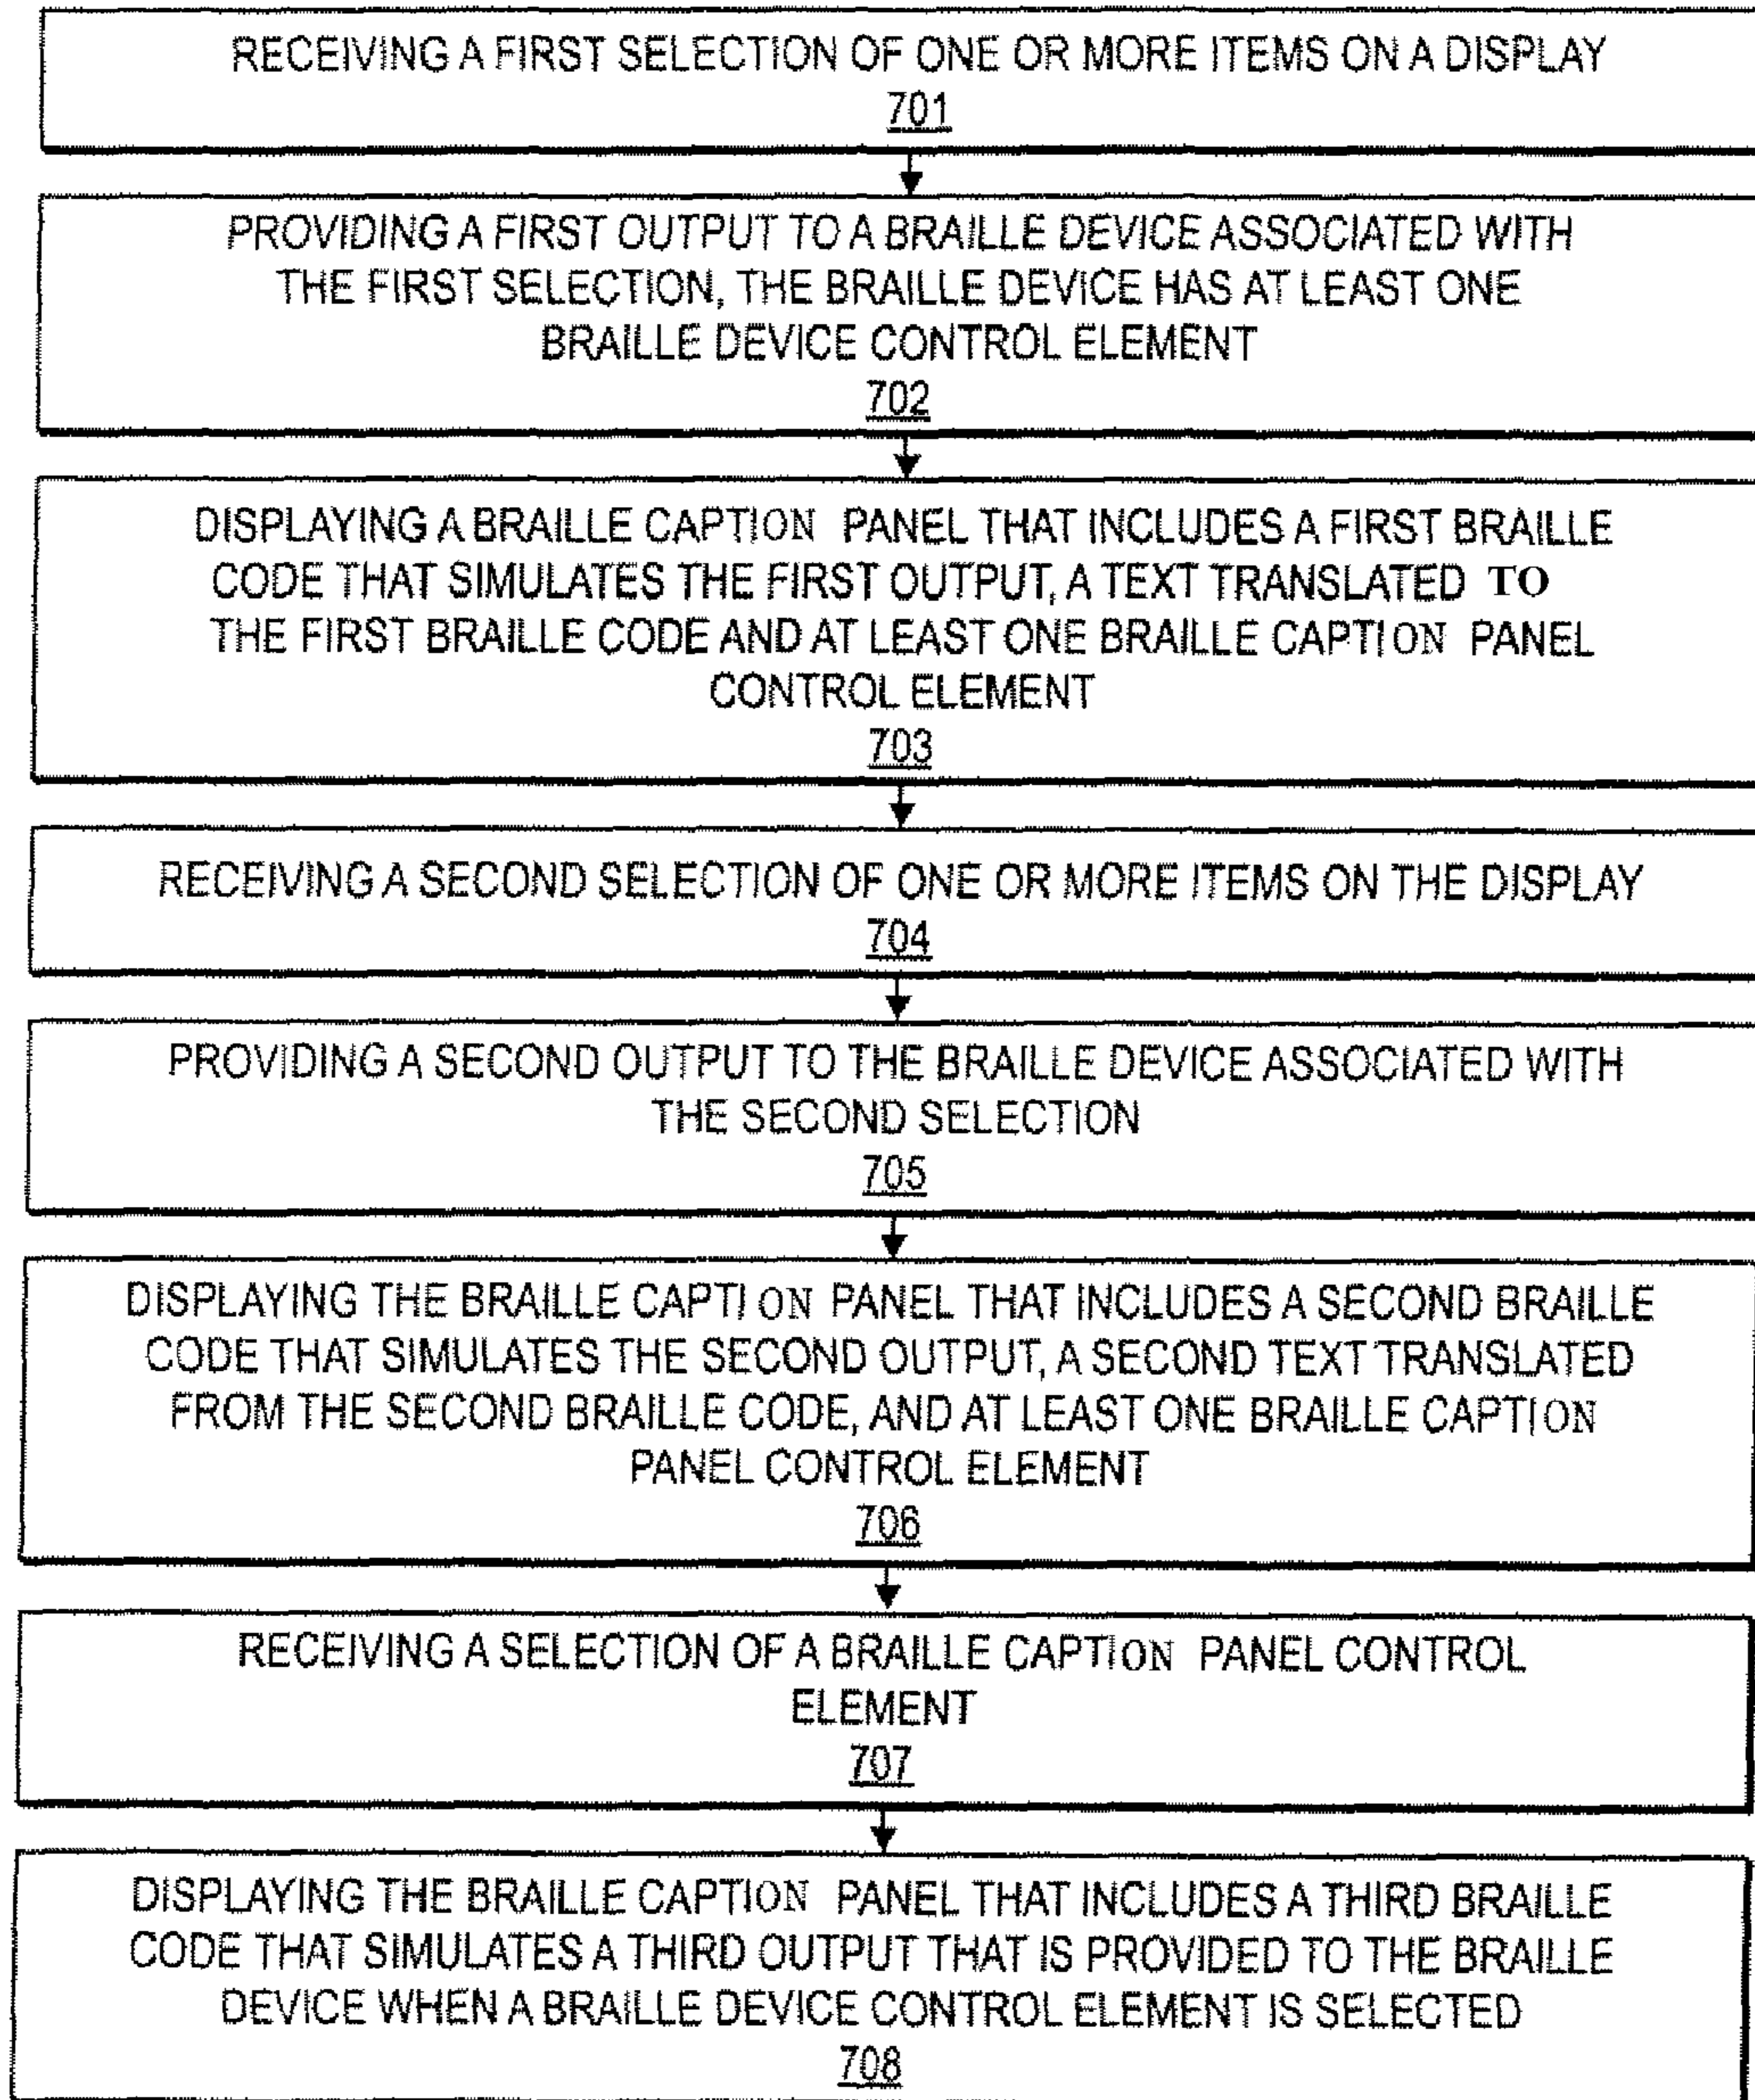 RECEIVING A FIRST SELECTION OF ONE OR MORE ITEMS ON A DISPLAY
701
PROVIDING A FIRST OUTPUT TO A BRAILLE DEVICE ASSOCIATED WITH
THE FIRST SELECTION, THE BRAILLE DEVICE HAS AT LEAST ONE
BRAILLE DEVICE CONTROL ELEMENT
702
DISPLAYING A BRAILLE CAPTION PANEL THAT INCLUDES A FIRST BRAILLE
CODE THAT SIMULATES THE FIRST OUTPUT, A TEXT TRANSLATED TO
THE FIRST BRAILLE CODE AND AT LEAST ONE BRAILLE CAPTION PANEL
CONTROL ELEMENT
703
RECEIVING A SECOND SELECTION OF ONE OR MORE ITEMS ON THE DISPLAY
704
PROVIDING A SECOND OUTPUT TO THE BRAILLE DEVICE ASSOCIATED WITH
THE SECOND SELECTION
705
DISPLAYING THE BRAILLE CAPTION PANEL THAT INCLUDES A SECOND BRAILLE
CODE THAT SIMULATES THE SECOND OUTPUT, A SECOND TEXT TRANSLATED
FROM THE SECOND BRAILLE CODE, AND AT LEAST ONE BRAILLE CAPTION
PANEL CONTROL ELEMENT
706
RECEIVING A SELECTION OF A BRAILLE CAPTION PANEL CONTROL
ELEMENT
707
DISPLAYING THE BRAILLE CAPTION PANEL THAT INCLUDES A THIRD BRAILLE
CODE THAT SIMULATES A THIRD OUTPUT THAT IS PROVIDED TO THE BRAILLE
DEVICE WHEN A BRAILLE DEVICE CONTROL ELEMENT IS SELECTED
708